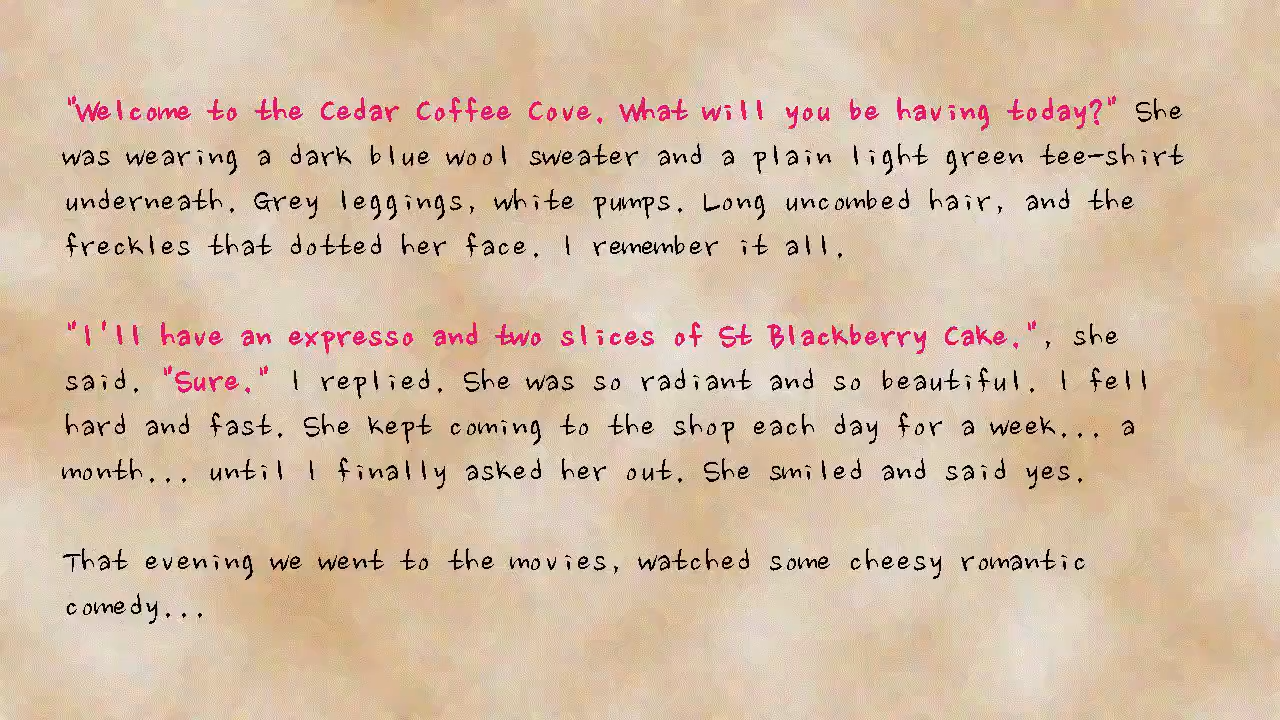 "Welcome to the Cedar Coffee Cove. What will you be having today?" She
was wearing a dark blue wool sweater and a plain light green tee-shirt
underneath. Grey leggings, white pumps. Long uncombed hair, and the
freckles that dotted her face. I remember it all.
"I'll have an expresso and two slices of St Blackberry Cake.", she
said. "Sure." I replied. She was so radiant and so beautiful. I fell
hard and fast. She kept coming to the shop each day for a week... a
month... until I finally asked her out. She smiled and said yes.
That evening we went to the movies, watched some cheesy romantic
comedy...